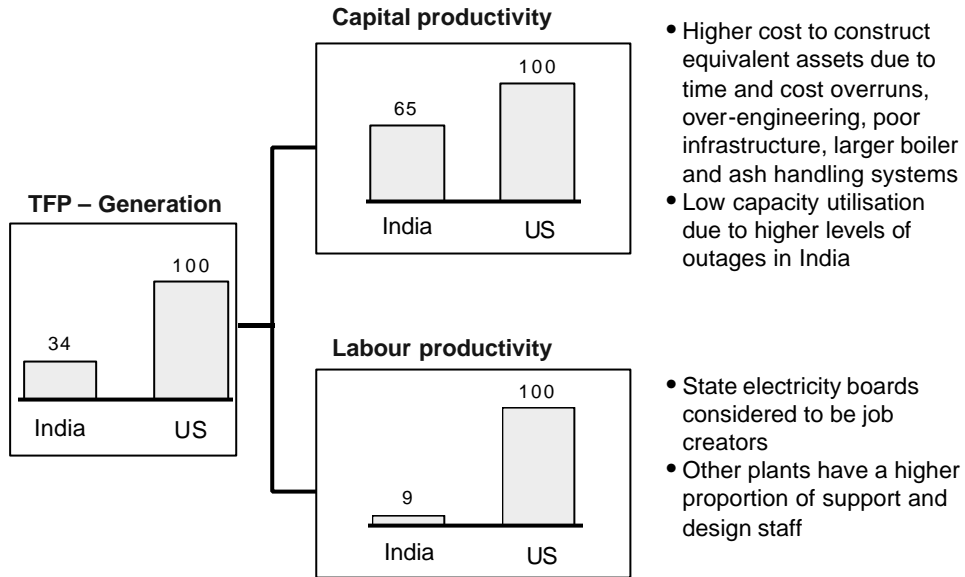 TFP – Generation
34
100
India
US
Capital productivity
65
100
India
US
• Higher cost to construct
equivalent assets due to
time and cost overruns,
over-engineering, poor
infrastructure, larger boiler
and ash handling systems
• Low capacity utilisation
due to higher levels of
outages in India
Labour productivity
9
100
India
US
• State electricity boards
considered to be job
creators
• Other plants have a higher
proportion of support and
design staff